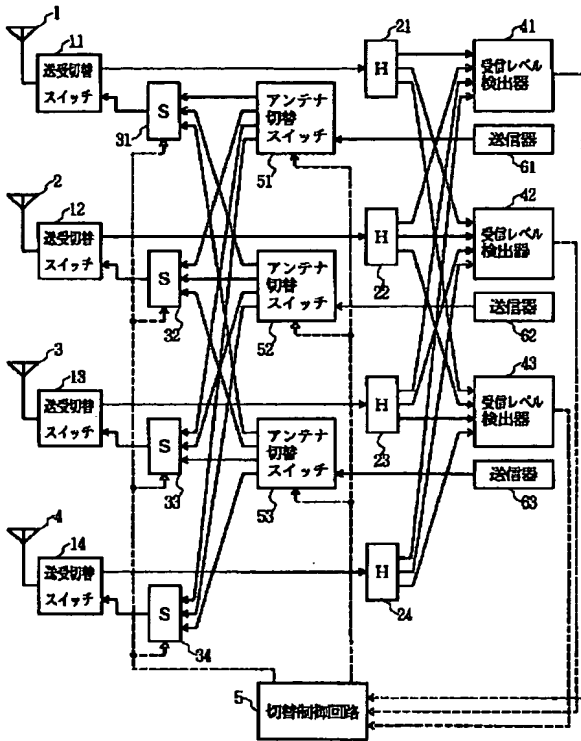 1
11
送受切替
スイッチ
21
H
41
受信レベル
検出器
S
31
アンテナ
切替
スイッチ
51
送信器
61
2
12
送受切替
スイッチ
H
22
42
受信レベル
検出器
S
32
アンテナ
切替
スイッチ
52
送信器
62
3
13
送受切替
スイッチ
H
23
43
受信レベル
検出器
S
33
アンテナ
切替
スイッチ
53
送信器
63
4
14
送受切替
スイッチ
H
24
S
34
5
切替制御回路